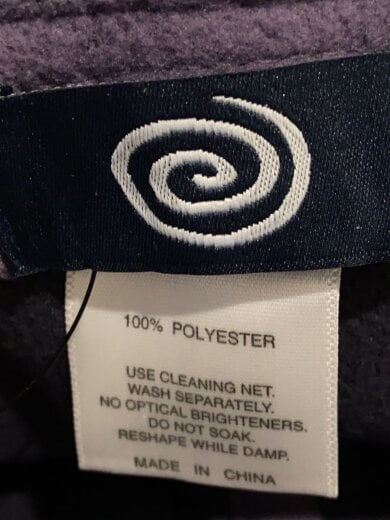 100% POLYESTER
USE CLEANING NET.
WASH SEPARATELY.
NO OPTICAL BRIGHTENERS.
DO NOT SOAK.
RESHAPE WHILE DAMP.
MADE IN CHINA